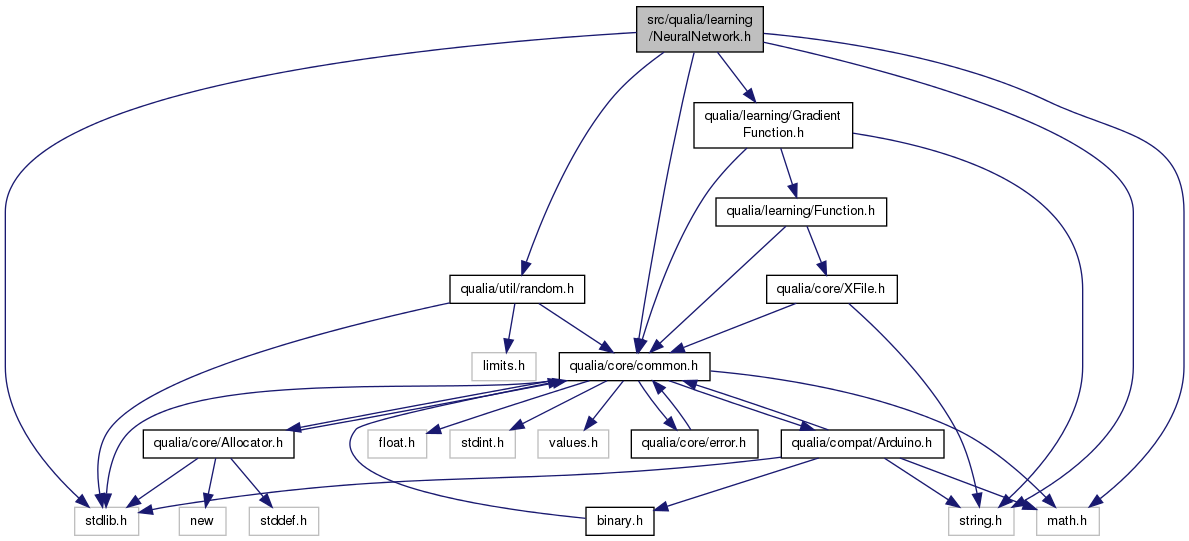 src/qualia/learning
/NeuralNetwork.h
qualia/learning/Gradient
Function.h
qualia/learning/Function.h
qualia/util/random.h
qualia/core/XFile.h
limits.h
qualia/core/common.h
qualia/core/Allocator.h
float.h
stdint.h
values.h
qualia/core/error.h
qualia/compat/Arduino.h
stdlib.h
new
stddef.h
binary.h
string.h
math.h